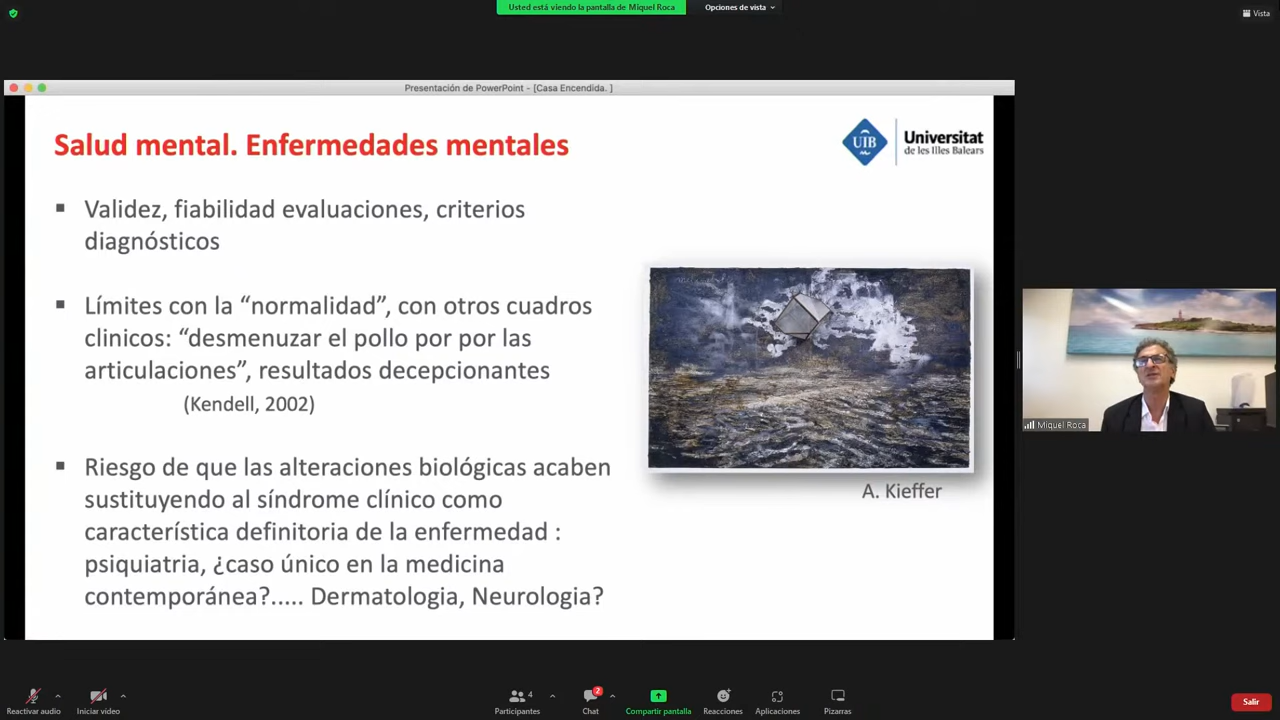 Usted está viendo la pantalla de Miquel Roca
Opciones de vista
Vista
Presentación de PowerPoint - [Casa Encendida. ]
Salud mental. Enfermedades mentales
UIB
Universitat
de les Illes Balears
▪ Validez, fiabilidad evaluaciones, criterios
diagnósticos
▪ Límites con la “normalidad”, con otros cuadros
clinicos: “desmenuzar el pollo por por las
articulaciones”, resultados decepcionantes
(Kendell, 2002)
▪ Riesgo de que las alteraciones biológicas acaben
sustituyendo al síndrome clínico como
característica definitoria de la enfermedad :
psiquiatria, ¿caso único en la medicina
contemporánea?..... Dermatologia, Neurologia?
A. Kieffer
Miquel Roca
Reactivar audio
Iniciar video
4
Participantes
2
Chat
Compartir pantalla
Reacciones
Aplicaciones
Pizarras
Salir